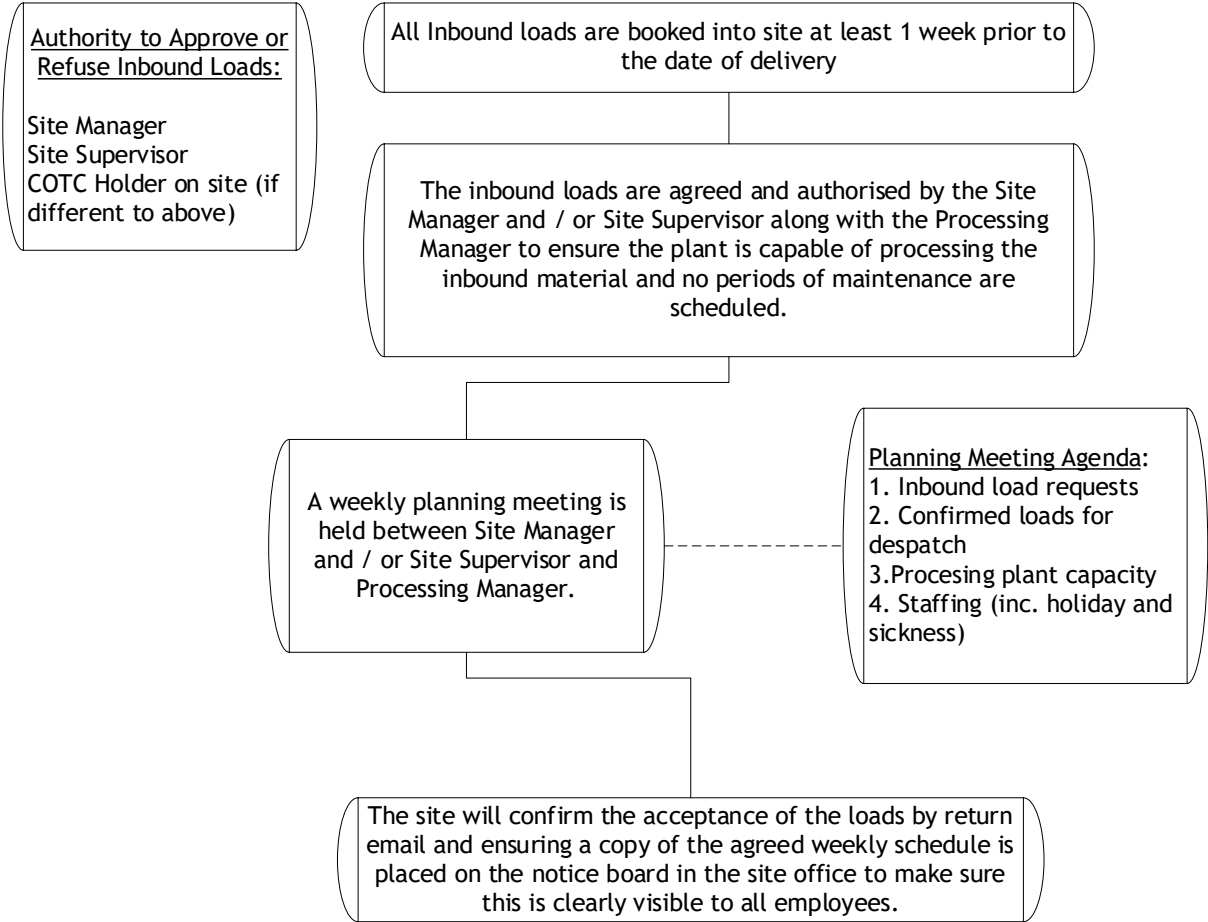 Authority to Approve or
Refuse Inbound Loads:
Site Manager
Site Supervisor
COTC Holder on site (if
different to above)
All Inbound loads are booked into site at least 1 week prior to
the date of delivery
The inbound loads are agreed and authorised by the Site
Manager and / or Site Supervisor along with the Processing
Manager to ensure the plant is capable of processing the
inbound material and no periods of maintenance are
scheduled.
A weekly planning meeting is
held between Site Manager
and / or Site Supervisor and
Processing Manager.
Planning Meeting Agenda:
1. Inbound load requests
2. Confirmed loads for
despatch
3.Procesing plant capacity
4. Staffing (inc. holiday and
sickness)
The site will confirm the acceptance of the loads by return
email and ensuring a copy of the agreed weekly schedule is
placed on the notice board in the site office to make sure
this is clearly visible to all employees.